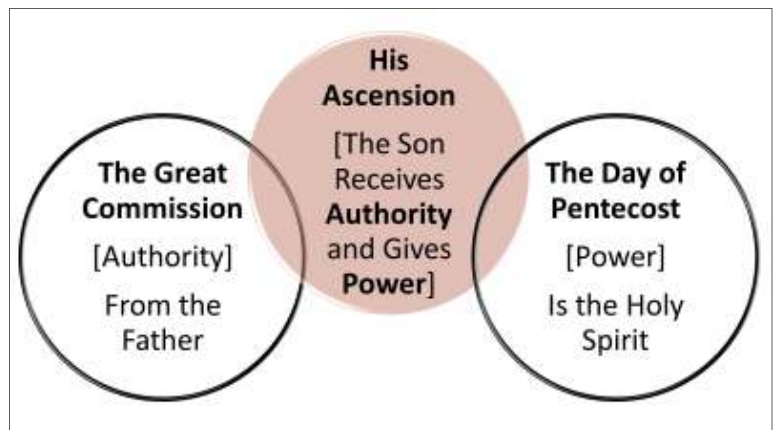 The Great
Commission
[Authority]
From the
Father
His
Ascension
[The Son
Receives
Authority
and Gives
Power]
The Day of
Pentecost
[Power]
Is the Holy
Spirit